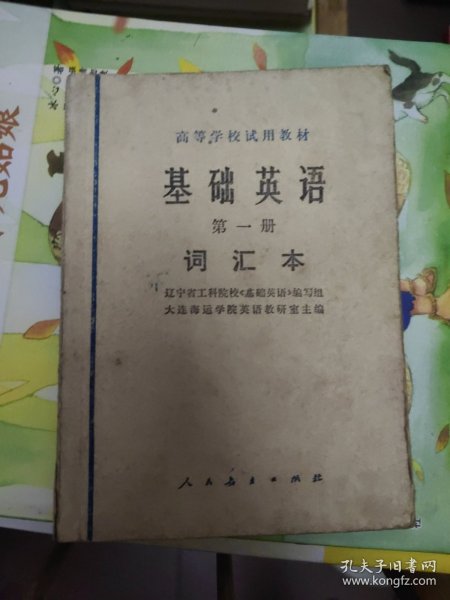 高等学校试用教材
基础英语
第一册
词汇本
辽宁省工科院校《基础英语》编写组
大连海运学院英语教研室主编
人民教育出版社
孔夫子旧书网
www.kongfz.com